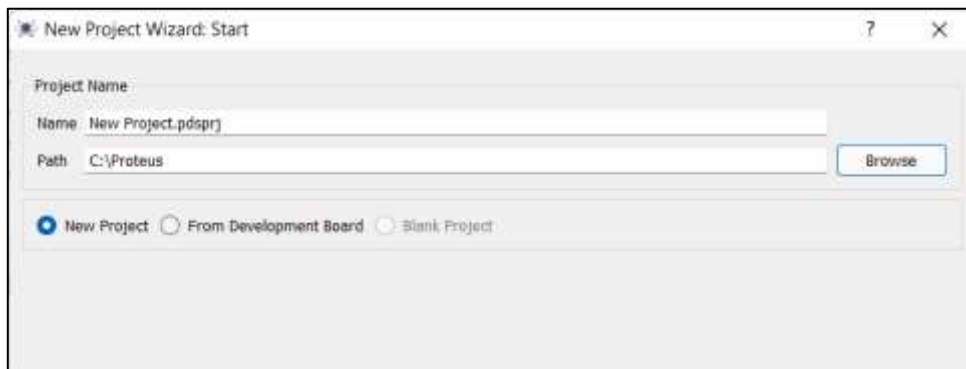 New Project Wizard: Start ?
Project Name
Name New Project.pdsprj
Path C:\Proteus Browse
New Project From Development Board Blank Project